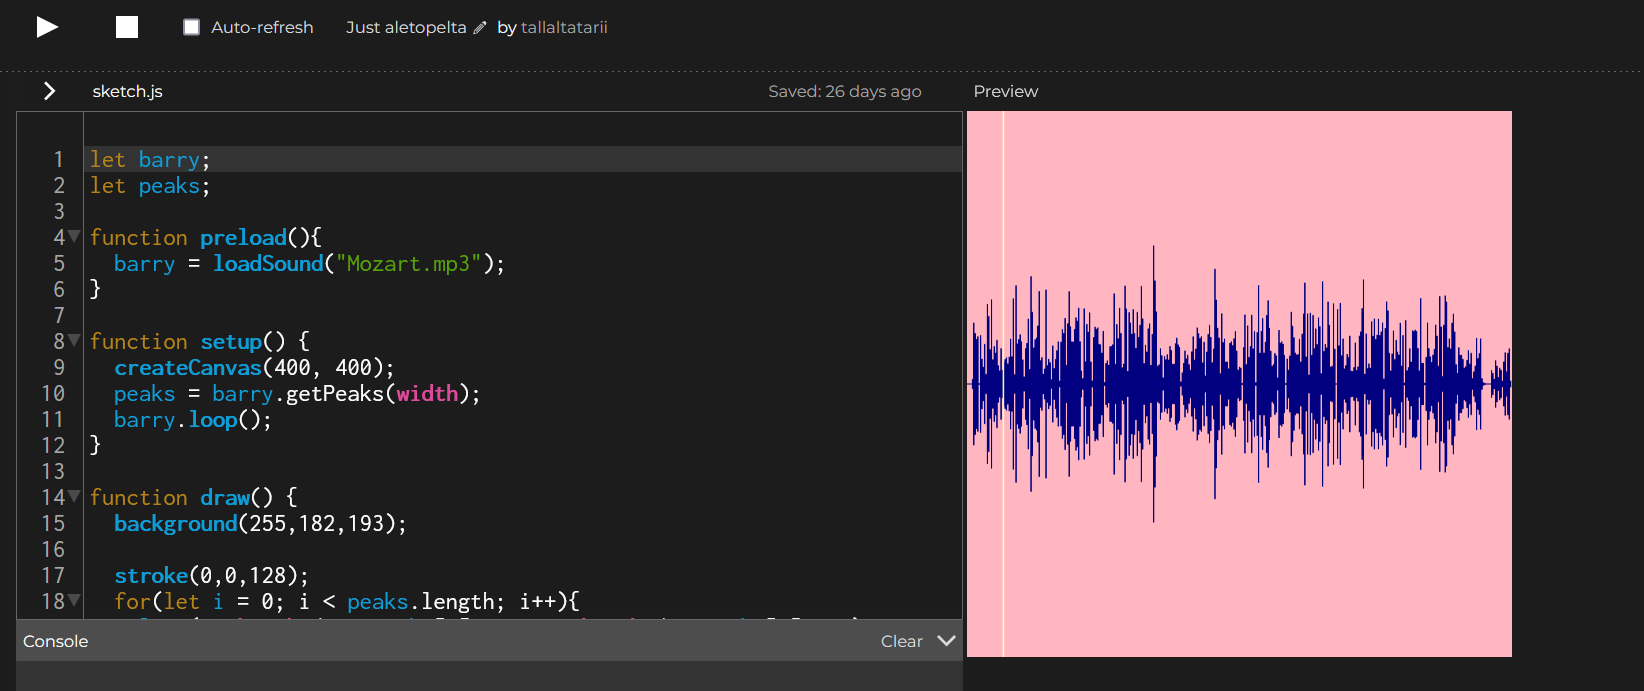 Auto-refresh Just aletopelta by tallaltatarii
sketch.js Saved: 26 days ago Preview
1 let barry;
2 let peaks;
3
4 function preload(){
5 barry = loadSound("Mozart.mp3");
6 }
7
8 function setup() {
9 createCanvas(400, 400);
10 peaks = barry.getPeaks(width);
11 barry.loop();
12 }
13
14 function draw() {
15 background(255,182,193);
16
17 stroke(0,0,128);
18 for(let i = 0; i < peaks.length; i++){
Console Clear